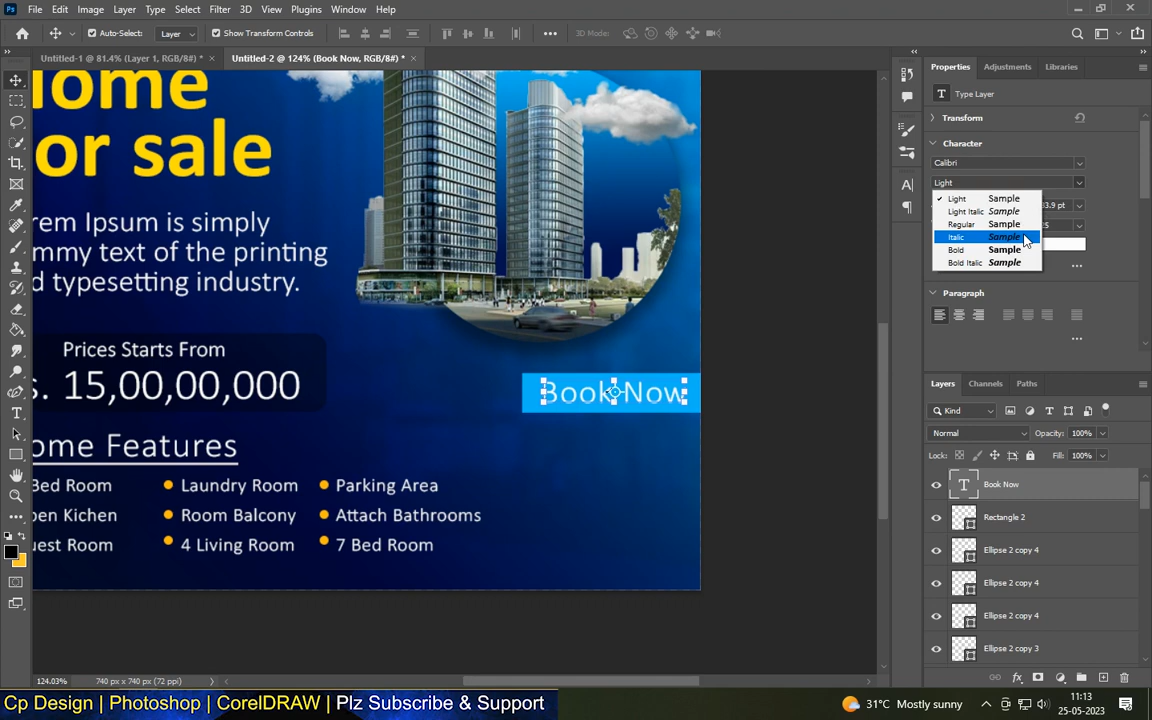 Ps File Edit Image Layer Type Select Filter 3D View Plugins Window Help
Auto-Select: Layer Show Transform Controls 3D Mode:
Untitled-1 @ 81.4% (Layer 1, RGB/8#) * × Untitled-2 @ 124% (Book Now, RGB/8#) * ×
ome
or sale
rem Ipsum is simply
mmy text of the printing
d typesetting industry.
Prices Starts From
s. 15,00,00,000
Book Now
ome Features
Bed Room
Laundry Room
Parking Area
pen Kichen
Room Balcony
Attach Bathrooms
uest Room
4 Living Room
7 Bed Room
Properties Adjustments Libraries
T Type Layer
Transform
Character
Calibri
Light
Light Sample
Light Italic Sample
Regular Sample
Italic Sample
Bold Sample
Bold Italic Sample
Paragraph
Layers Channels Paths
Kind
Normal Opacity: 100%
Lock: Fill: 100%
T Book Now
Rectangle 2
Ellipse 2 copy 4
Ellipse 2 copy 4
Ellipse 2 copy 4
Ellipse 2 copy 3
124.03% 740 px x 740 px (72 ppi)
Cp Design | Photoshop | CorelDRAW | Plz Subscribe & Support
31°C Mostly sunny
11:13
25-05-2023